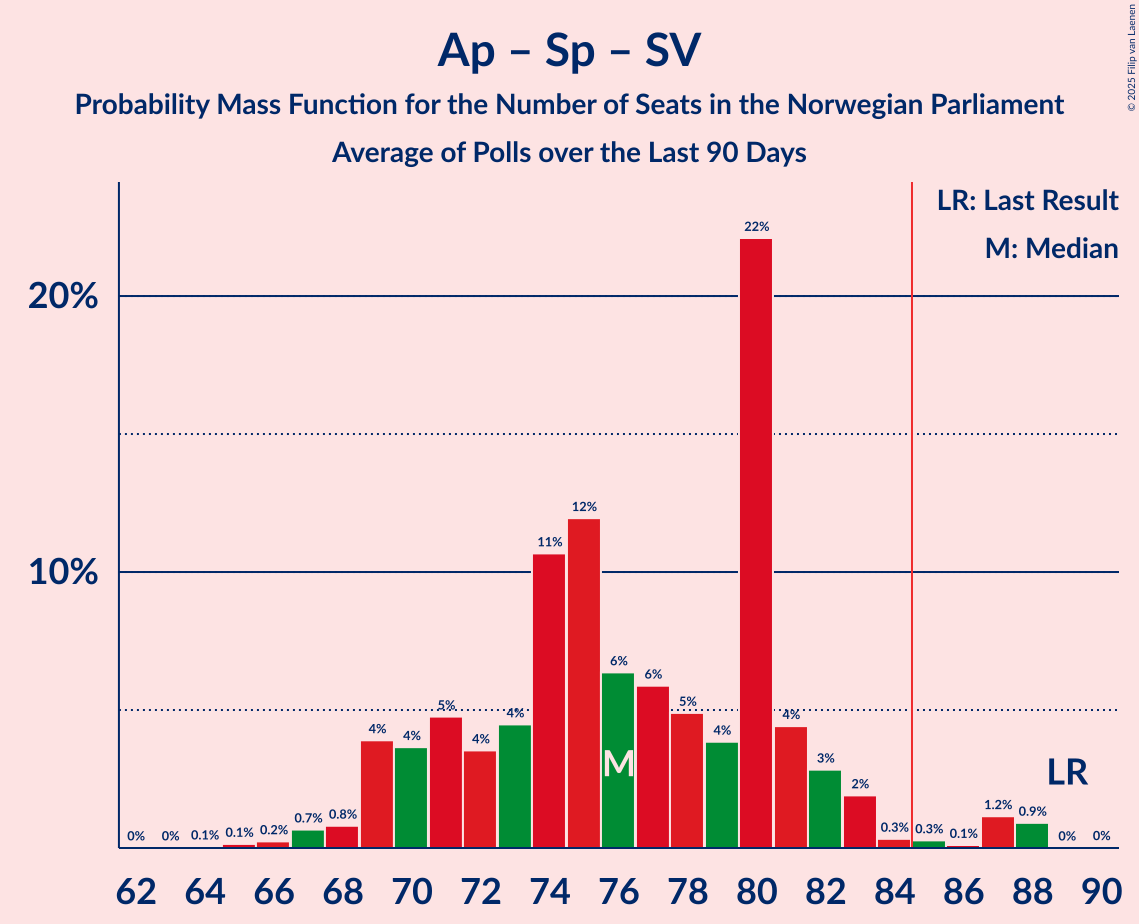 Ap – Sp – SV
Probability Mass Function for the Number of Seats in the Norwegian Parliament
Average of Polls over the Last 90 Days
© 2025 Filip van Laenen
LR: Last Result
M: Median
20%
10%
0% 0% 0.1% 0.1% 0.2% 0.7% 0.8% 4% 4% 5% 4% 4% 11% 12% 6% 6% 5% 4% 22% 4% 3% 2% 0.3% 0.3% 0.1% 1.2% 0.9% 0% 0%
M
LR
62 64 66 68 70 72 74 76 78 80 82 84 86 88 90